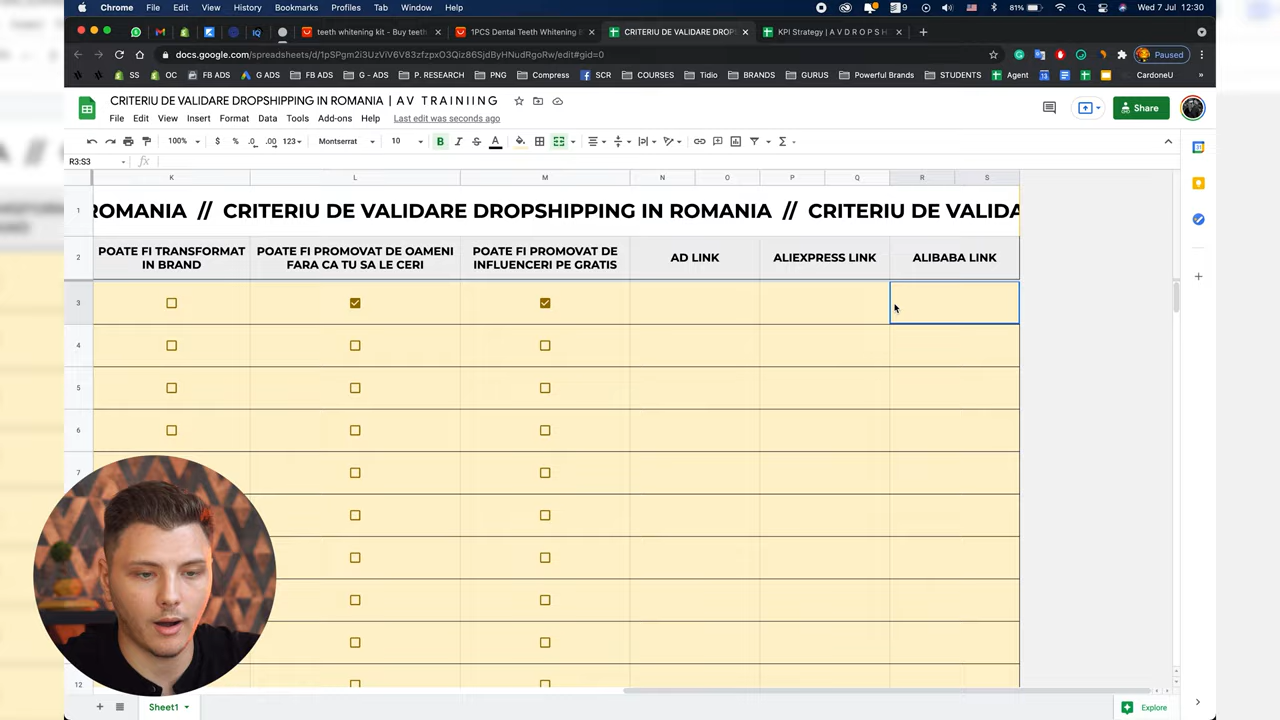 Chrome File Edit View History Bookmarks Profiles Tab Window Help 9 81% Wed 7 Jul 12:30
teeth whitening kit - Buy teeth
1PCS Dental Teeth Whitening
CRITERIU DE VALIDARE DROPS
KPI Strategy | A V D R O P S H
docs.google.com/spreadsheets/d/1pSPgm2i3UzViV6V83zfzpxO3Qiz86SjdByHNudRgoRw/edit#gid=0
Paused
SS OC FB ADS G ADS FB ADS G - ADS P. RESEARCH PNG Compress SCR COURSES Tidio BRANDS GURUS Powerful Brands STUDENTS Agent CardoneU
CRITERIU DE VALIDARE DROPSHIPPING IN ROMANIA | A V T R A I N I I N G
Share
File Edit View Insert Format Data Tools Add-ons Help Last edit was seconds ago
100% $ % .0 .00 123 Montserrat 10 B I S A
R3:S3 fx
K L M N O P Q R S
1 ROMANIA // CRITERIU DE VALIDARE DROPSHIPPING IN ROMANIA // CRITERIU DE VALIDA
2
POATE FI TRANSFORMAT
IN BRAND
POATE FI PROMOVAT DE OAMENI
FARA CA TU SA LE CERI
POATE FI PROMOVAT DE
INFLUENCERI PE GRATIS
AD LINK
ALIEXPRESS LINK
ALIBABA LINK
3
4
5
6
7
12
Sheet1
Explore